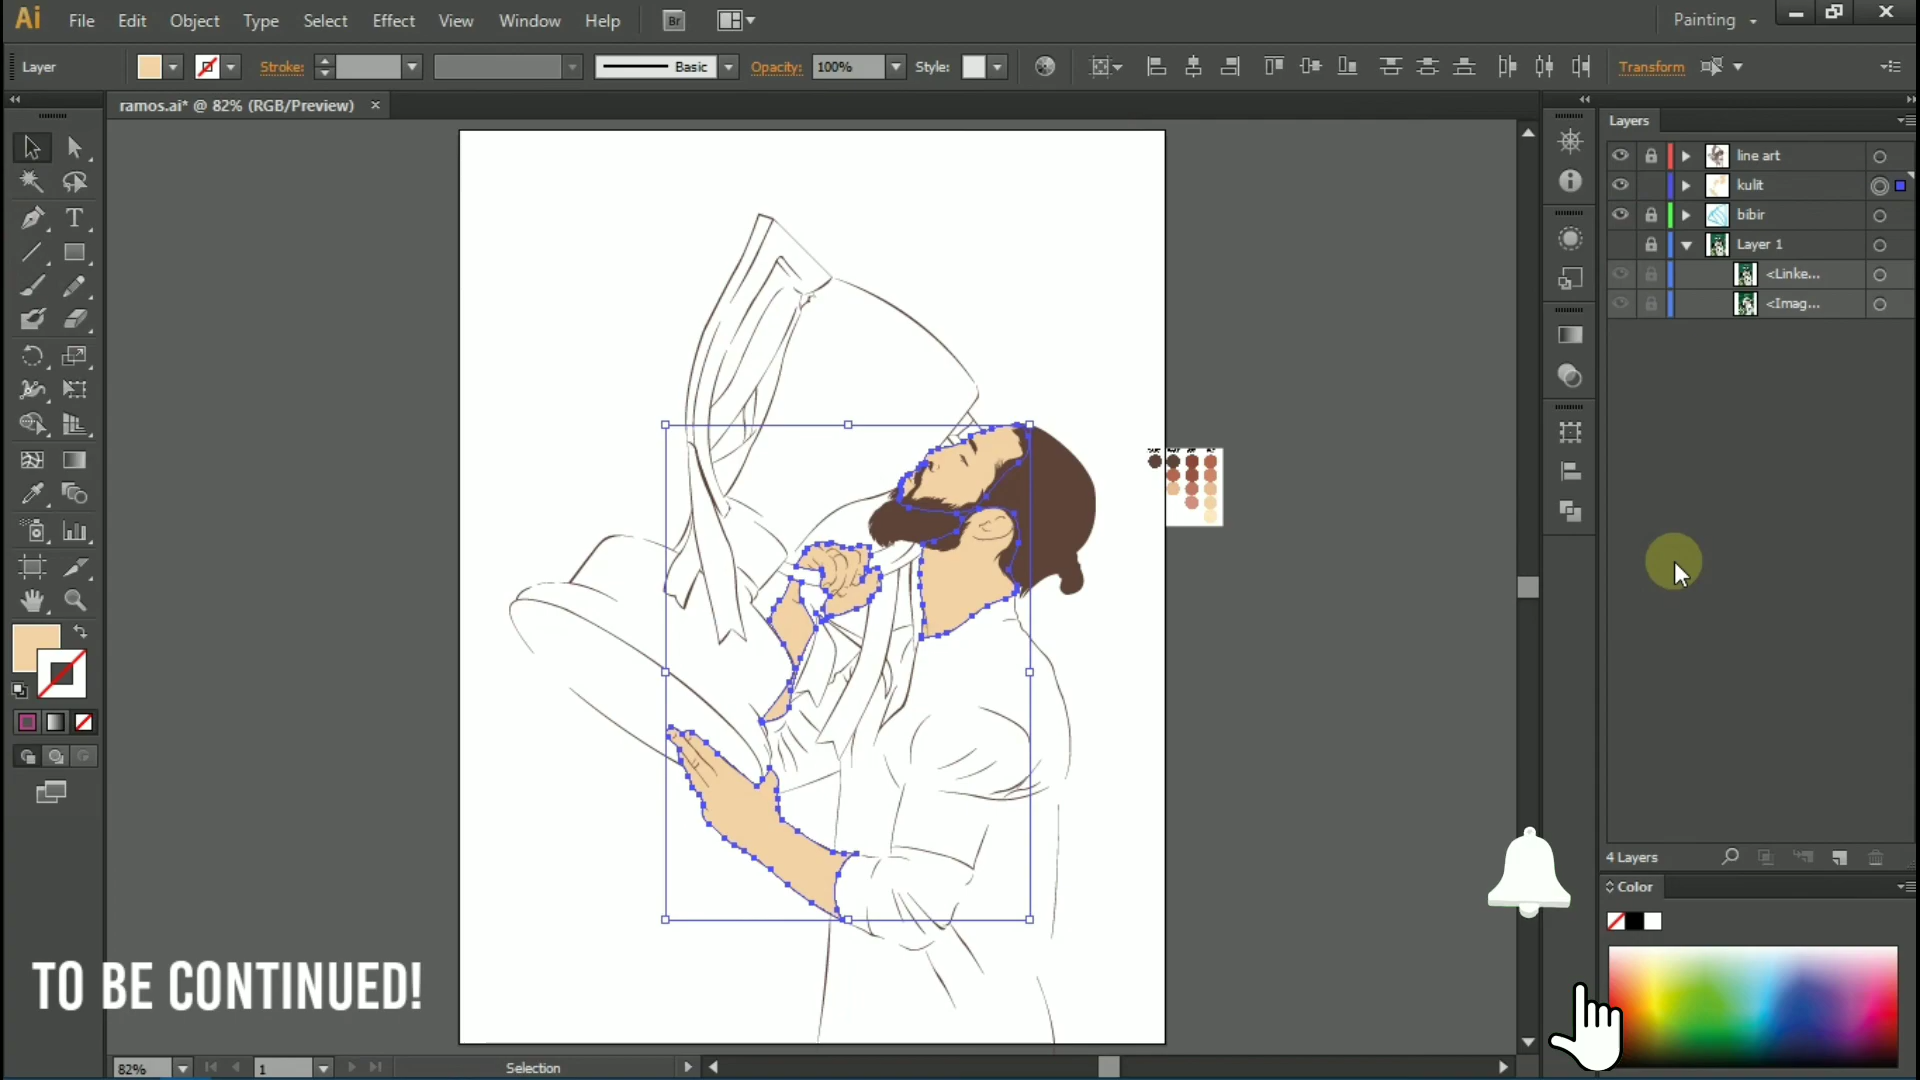 Ai File Edit Object Type Select Effect View Window Help Br Painting
Layer Stroke: Basic Opacity: 100% Style: Transform
ramos.ai* @ 82% (RGB/Preview)
Layers
line art
kulit
bibir
Layer 1
<Linke...
<Imag...
4 Layers
Color
TO BE CONTINUED!
82% 1 Selection